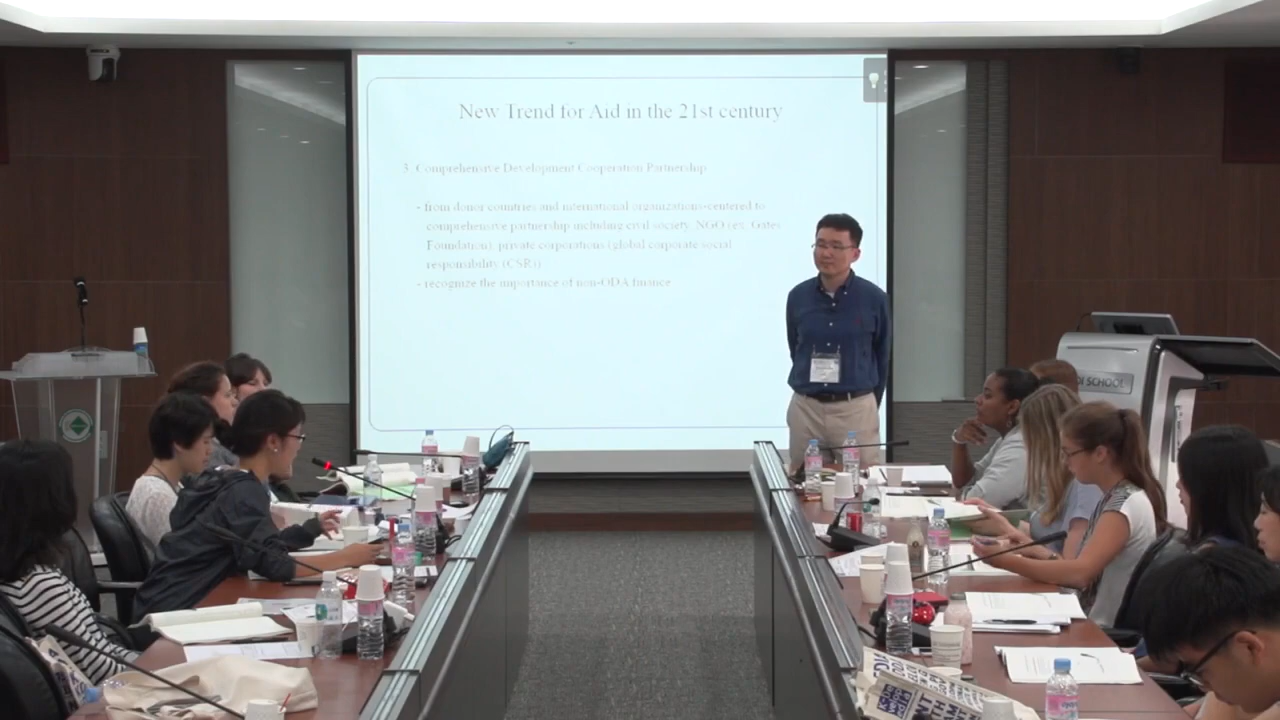 New Trend for Aid in the 21st century
3. Comprehensive Development Cooperation Partnership
- from donor countries and international organizations-centered to
comprehensive partnership including civil society, NGO (ex. Gates
Foundation), private corporations (global corporate social
responsibility (CSR))
- recognize the importance of non-ODA finance
DI SCHOOL